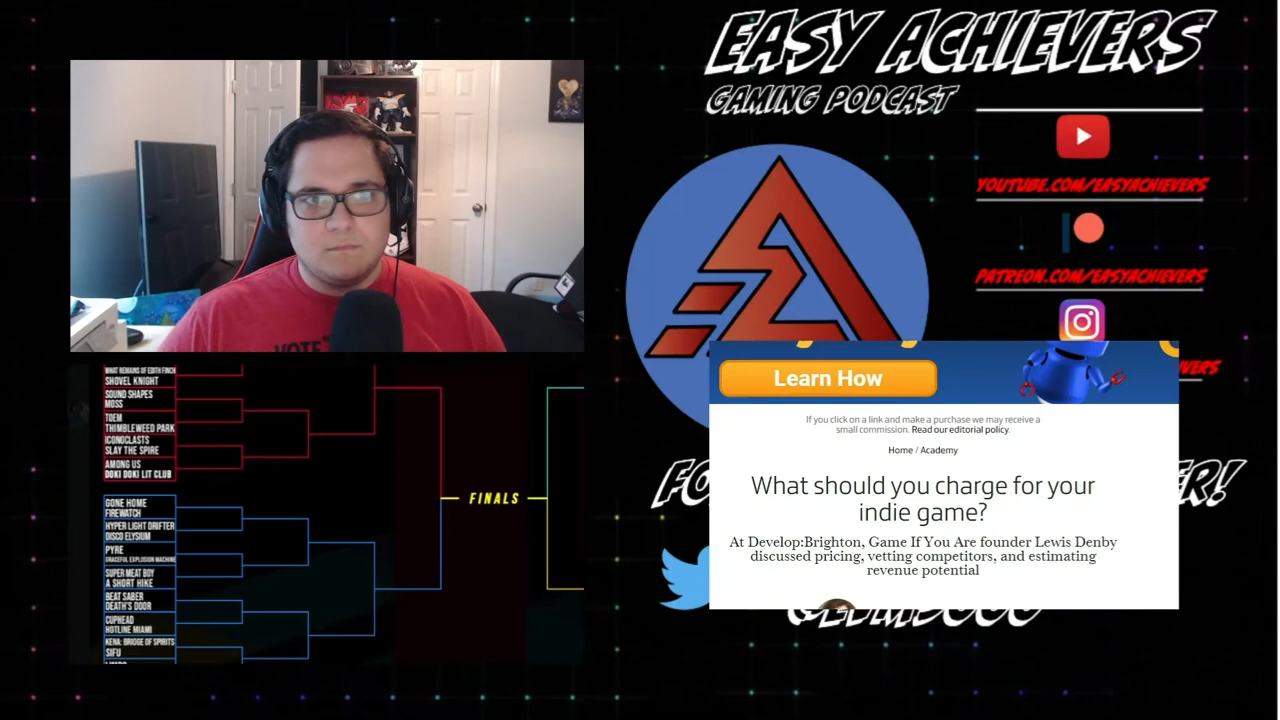 EASY ACHIEVERS
GAMING PODCAST
YOUTUBE.COM/EASYACHIEVERS
PATREON.COM/EASYACHIEVERS
VOTE
WHAT REMAINS OF EDITH FINCH
SHOVEL KNIGHT
SOUND SHAPES
MOSS
TOEM
THIMBLEWEED PARK
ICONOCLASTS
SLAY THE SPIRE
AMONG US
DOKI DOKI LIT CLUB
GONE HOME
FIREWATCH
HYPER LIGHT DRIFTER
DISCO ELYSIUM
PYRE
GRACEFUL EXPLOSION MACHINE
SUPER MEAT BOY
A SHORT HIKE
BEAT SABER
DEATH'S DOOR
CUPHEAD
HOTLINE MIAMI
KENA: BRIDGE OF SPIRITS
SIFU
FINALS
Learn How
If you click on a link and make a purchase we may receive a
small commission. Read our editorial policy.
Home / Academy
What should you charge for your
indie game?
At Develop:Brighton, Game If You Are founder Lewis Denby
discussed pricing, vetting competitors, and estimating
revenue potential